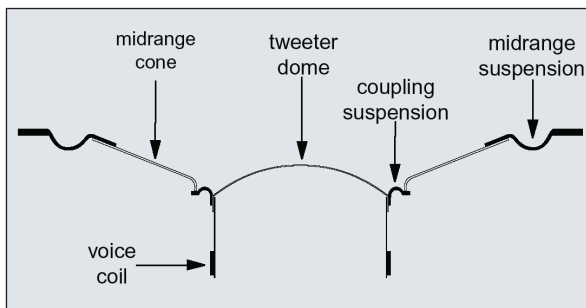 midrange
cone
tweeter
dome
coupling
suspension
midrange
suspension
voice
coil